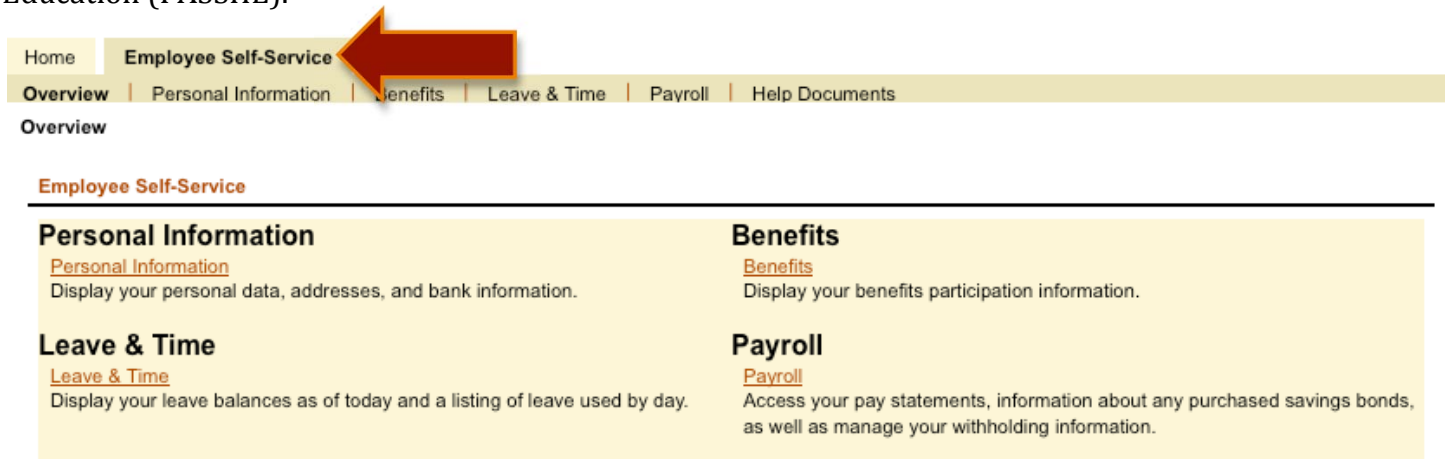 Education (PASSHE).
Home Employee Self-Service
Overview | Personal Information | Benefits | Leave & Time | Payroll | Help Documents
Overview
Employee Self-Service
Personal Information
Personal Information
Display your personal data, addresses, and bank information.
Benefits
Benefits
Display your benefits participation information.
Leave & Time
Leave & Time
Display your leave balances as of today and a listing of leave used by day.
Payroll
Payroll
Access your pay statements, information about any purchased savings bonds,
as well as manage your withholding information.